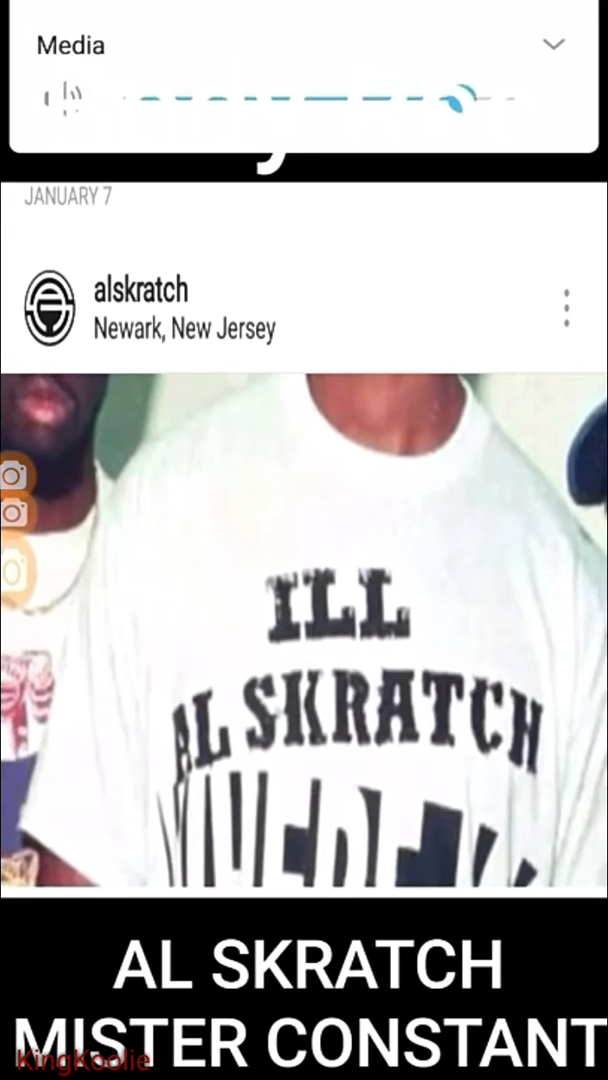 Media
JANUARY 7
alskratch
Newark, New Jersey
ILL
AL SKRATCH
AL SKRATCH
MISTER CONSTANT
KingKoolie